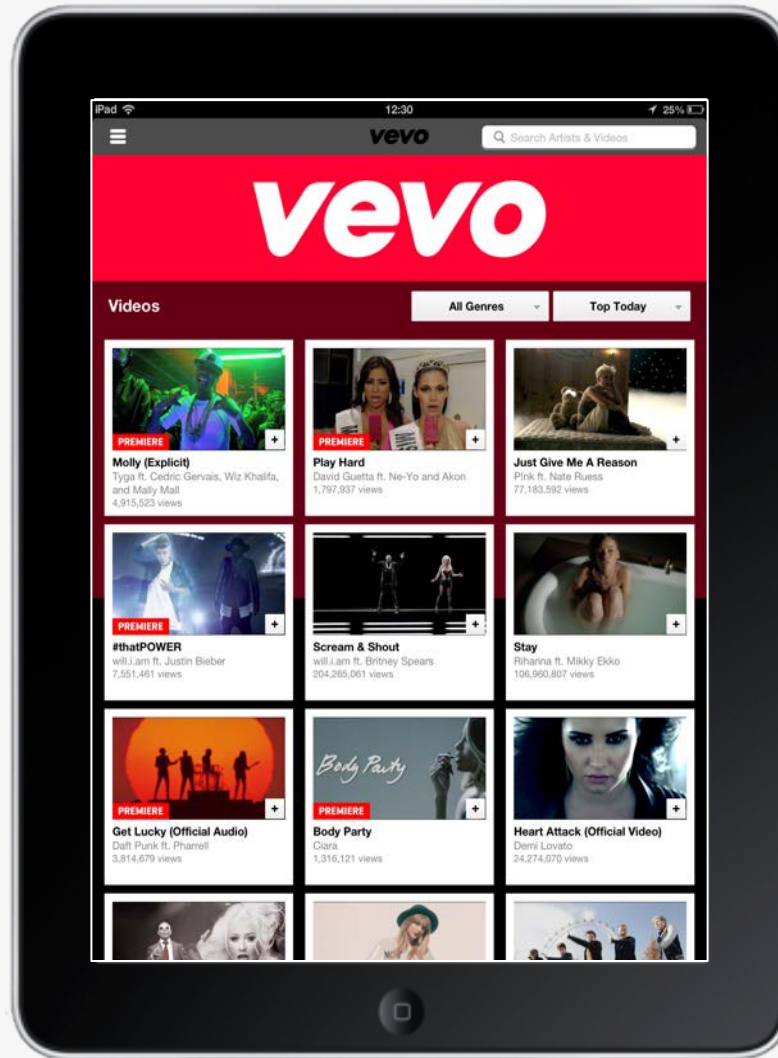 iPad 12:30 25%
vevo Search Artists & Videos
vevo
Videos All Genres Top Today
PREMIERE +
Molly (Explicit)
Tyga ft. Cedric Gervais, Wiz Khalifa,
and Mally Mall
4,915,523 views
PREMIERE +
Play Hard
David Guetta ft. Ne-Yo and Akon
1,797,937 views
+
Just Give Me A Reason
P!nk ft. Nate Ruess
77,183,592 views
PREMIERE +
#thatPOWER
will.i.am ft. Justin Bieber
7,551,461 views
+
Scream & Shout
will.i.am ft. Britney Spears
204,265,061 views
+
Stay
Rihanna ft. Mikky Ekko
106,960,807 views
PREMIERE +
Get Lucky (Official Audio)
Daft Punk ft. Pharrell
3,814,679 views
Body Party
PREMIERE +
Body Party
Ciara
1,316,121 views
+
Heart Attack (Official Video)
Demi Lovato
24,274,070 views